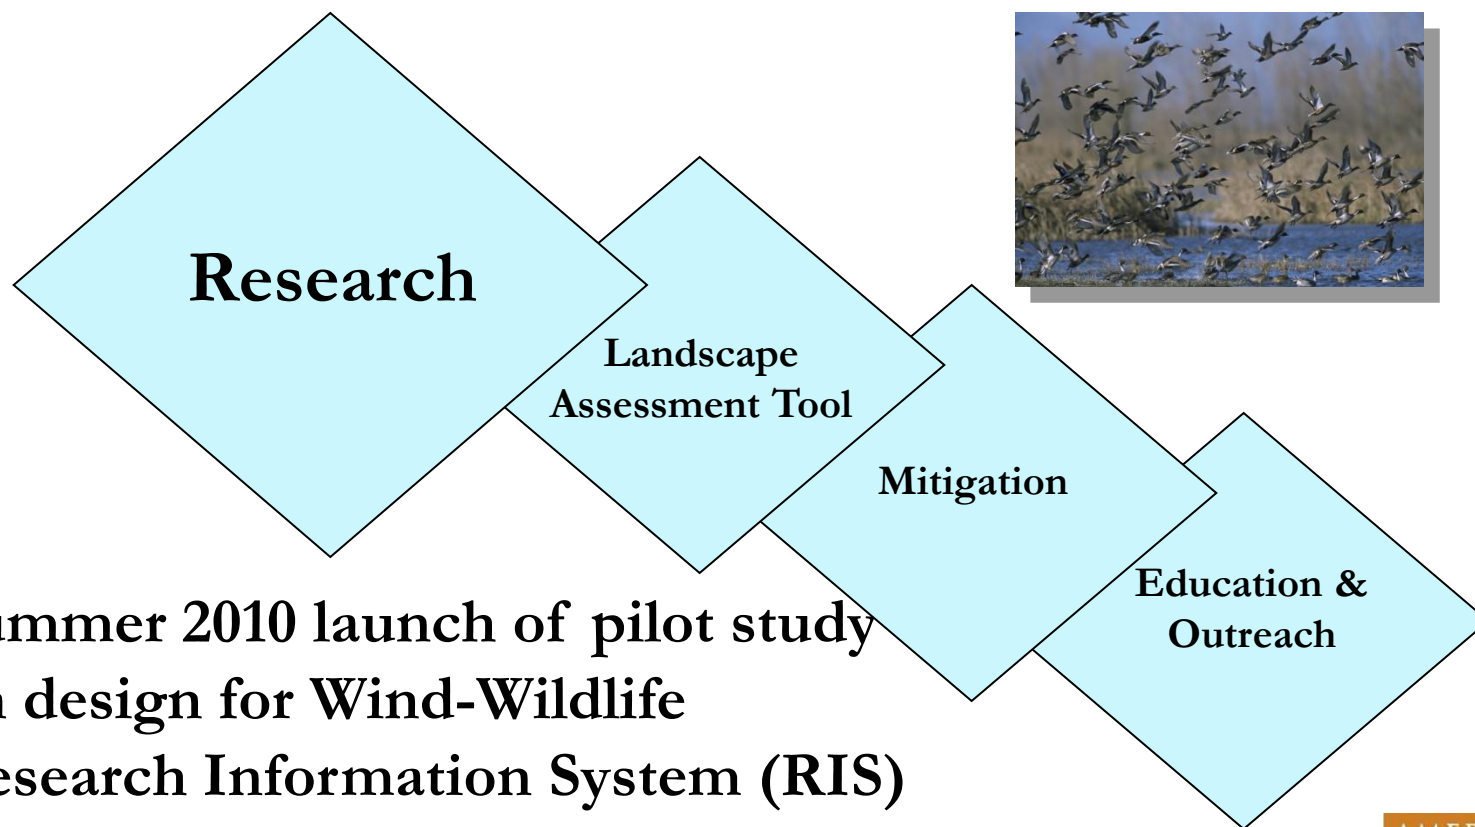 Research
Landscape
Assessment Tool
Mitigation
Education &
Outreach
ummer 2010 launch of pilot study
design for Wind-Wildlife
esearch Information System (RIS)